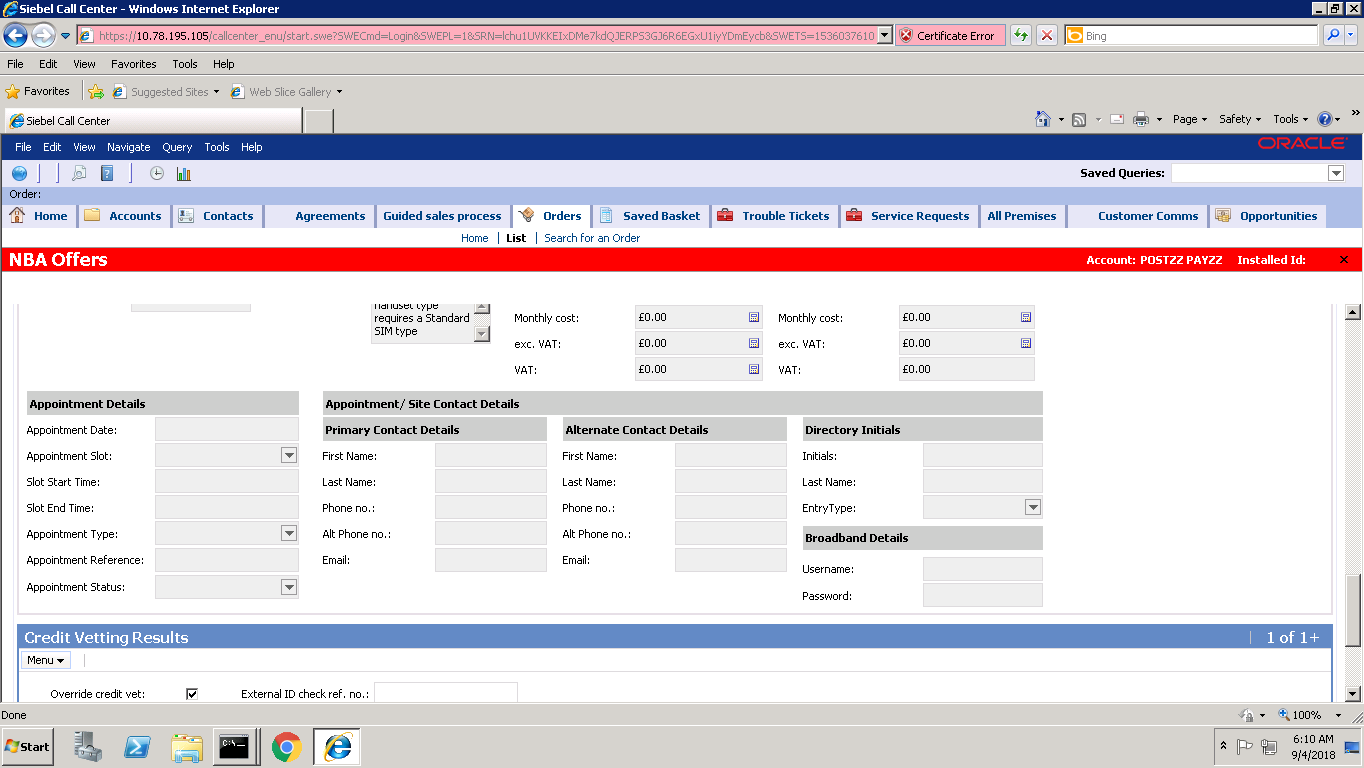 Siebel Call Center - Windows Internet Explorer
https://10.78.195.105/callcenter_enu/start.swe?SWECmd=Login&SWEPL=1&SRN=lchu1UVKKEIxDMe7kdQJERPS3GJ6R6EGxU1iyYDmEycb&SWETS=1536037610
Certificate Error
Bing
File Edit View Favorites Tools Help
Favorites Suggested Sites Web Slice Gallery
Siebel Call Center
Page Safety Tools
File Edit View Navigate Query Tools Help
ORACLE
Saved Queries:
Order:
Home Accounts Contacts Agreements Guided sales process Orders Saved Basket Trouble Tickets Service Requests All Premises Customer Comms Opportunities
Home List Search for an Order
NBA Offers Account: POSTZZ PAYZZ Installed Id:
handset type
requires a Standard
SIM type
Monthly cost: £0.00 Monthly cost: £0.00
exc. VAT: £0.00 exc. VAT: £0.00
VAT: £0.00 VAT: £0.00
Appointment Details Appointment/ Site Contact Details
Appointment Date: Primary Contact Details Alternate Contact Details Directory Initials
Appointment Slot: First Name: First Name: Initials:
Slot Start Time: Last Name: Last Name: Last Name:
Slot End Time: Phone no.: Phone no.: EntryType:
Appointment Type: Alt Phone no.: Alt Phone no.: Broadband Details
Appointment Reference: Email: Email: Username:
Appointment Status: Password:
Credit Vetting Results 1 of 1+
Menu
Override credit vet: External ID check ref. no.:
Done 100%
Start C:\. 6:10 AM
9/4/2018